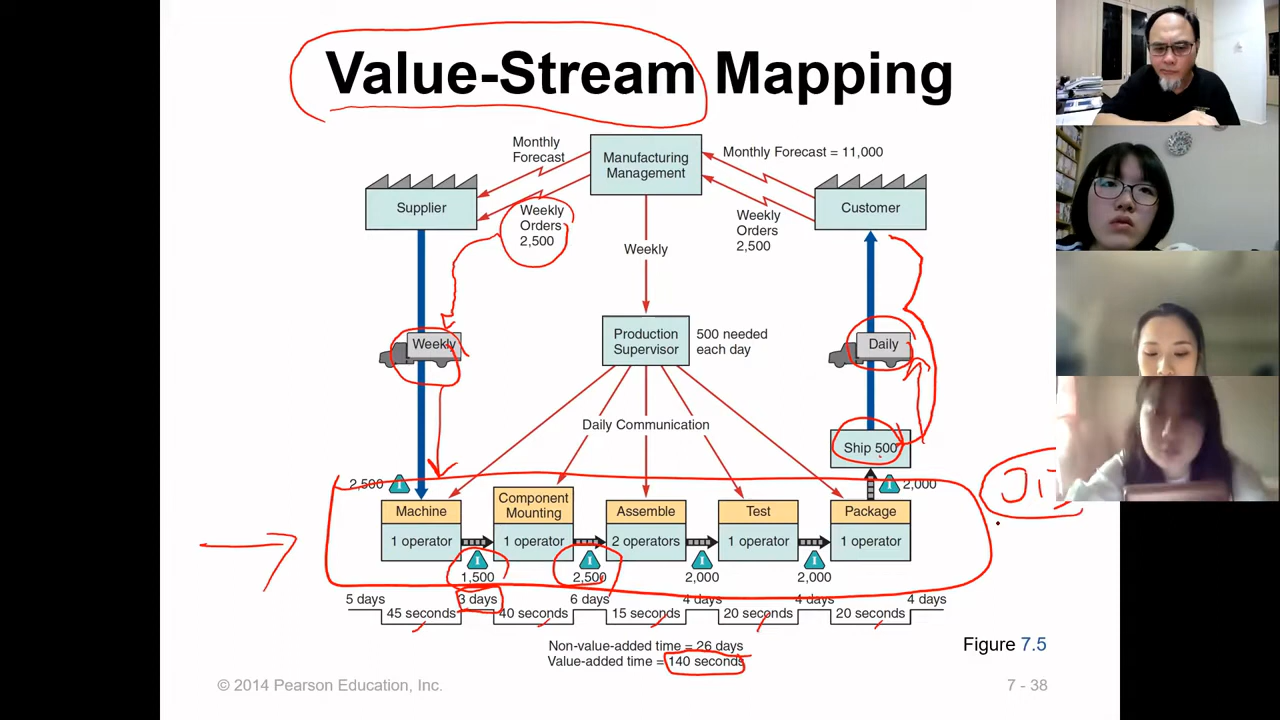 Value-Stream Mapping
Monthly
Forecast
Manufacturing
Management
Monthly Forecast = 11,000
Supplier
Customer
Weekly
Orders
2,500
Weekly
Orders
2,500
Weekly
Weekly
Production
Supervisor
500 needed
each day
Daily
Daily Communication
Ship 500
2,500
I
I
2,000
Machine
Component
Mounting
Assemble
Test
Package
1 operator
1 operator
2 operators
1 operator
1 operator
I
I
I
I
1,500
2,500
2,000
2,000
5 days
3 days
6 days
4 days
4 days
4 days
45 seconds
40 seconds
15 seconds
20 seconds
20 seconds
Non-value-added time = 26 days
Value-added time = 140 seconds
Figure 7.5
© 2014 Pearson Education, Inc.
7 - 38